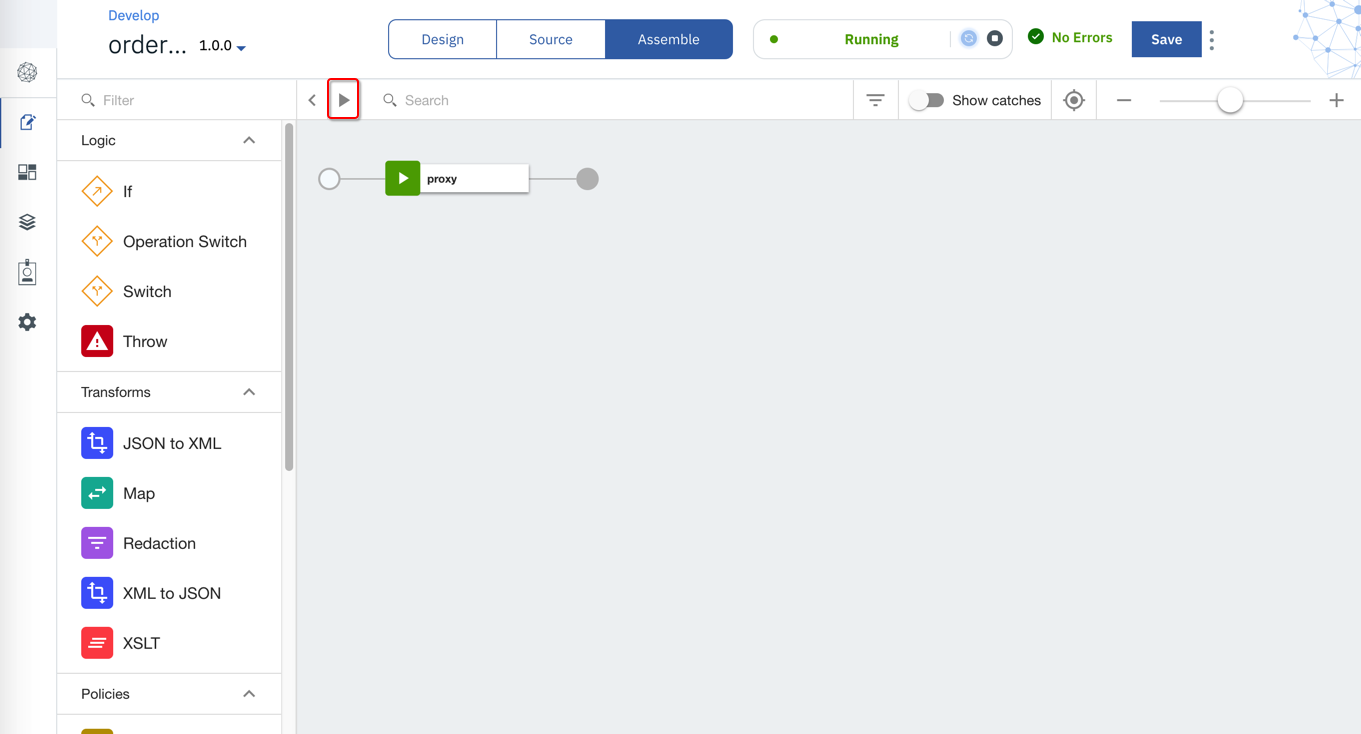 Develop
order... 1.0.0
Design
Source
Assemble
Running
No Errors
Save
Filter
Search
Show catches
Logic
If
Operation Switch
Switch
Throw
Transforms
JSON to XML
Map
Redaction
XML to JSON
XSLT
Policies
proxy